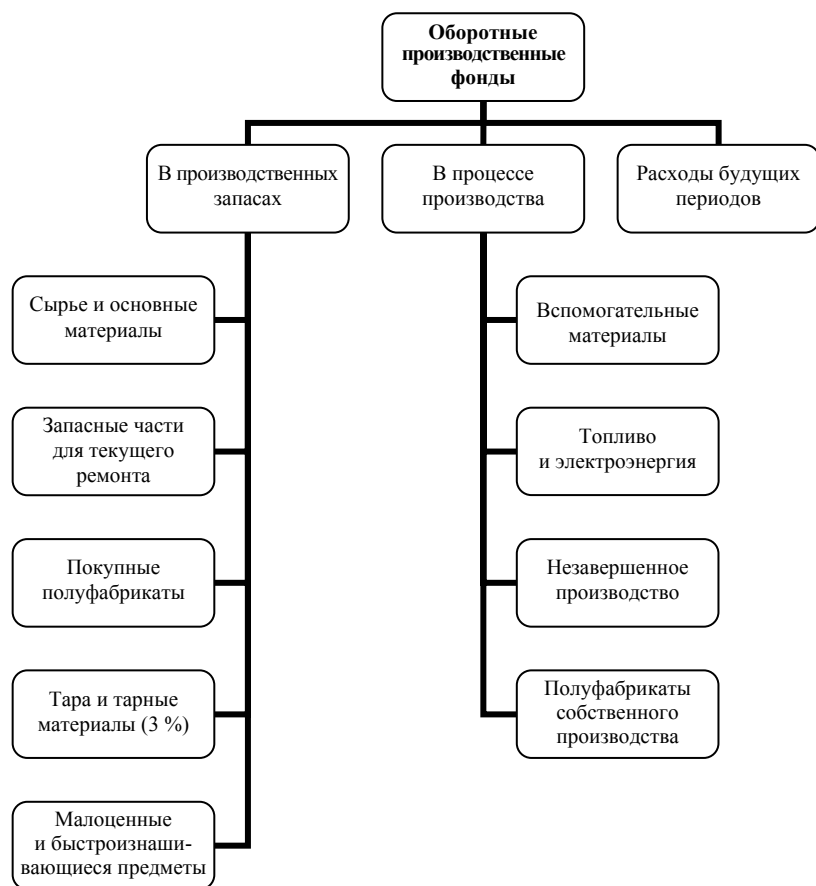 Оборотные
производственные
фонды
В производственных
запасах
В процессе
производства
Расходы будущих
периодов
Сырье и основные
материалы
Вспомогательные
материалы
Запасные части
для текущего
ремонта
Топливо
и электроэнергия
Покупные
полуфабрикаты
Незавершенное
производство
Тара и тарные
материалы (3 %)
Полуфабрикаты
собственного
производства
Малоценные
и быстроизнаши-
вающиеся предметы